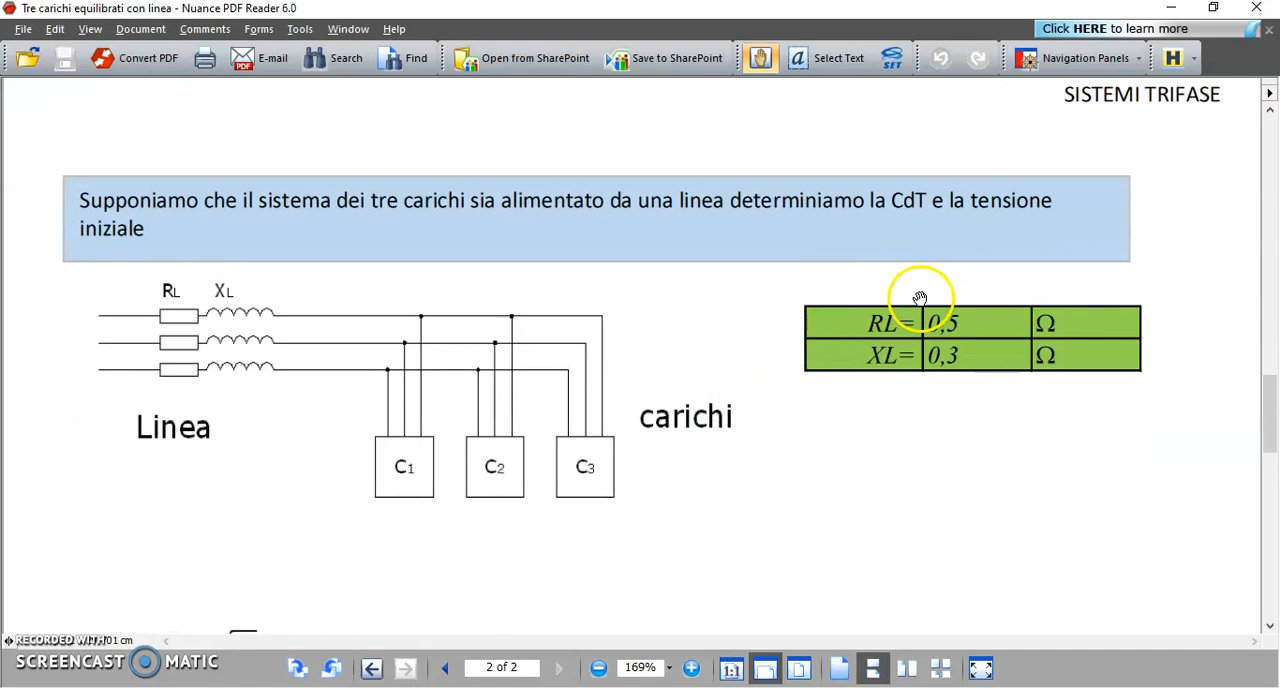 Tre carichi equilibrati con linea - Nuance PDF Reader 6.0
File Edit View Document Comments Forms Tools Window Help
Click HERE to learn more
Convert PDF E-mail Search Find Open from SharePoint Save to SharePoint Select Text SET Navigation Panels H
SISTEMI TRIFASE
Supponiamo che il sistema dei tre carichi sia alimentato da una linea determiniamo la CdT e la tensione
iniziale
RL XL
RL= 0,5 Ω
XL= 0,3 Ω
Linea
carichi
C1 C2 C3
RECORDED WITH
SCREENCAST MATIC
2 of 2
169%
1:1